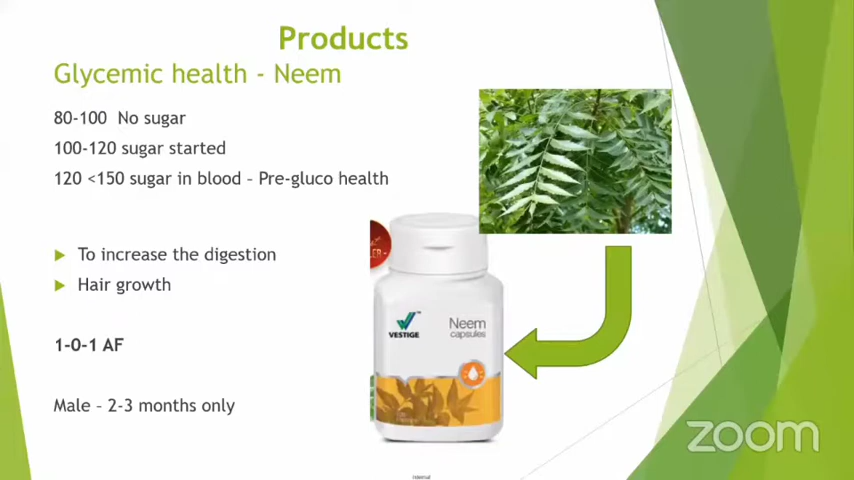 Products
Glycemic health - Neem
80-100 No sugar
100-120 sugar started
120 <150 sugar in blood – Pre-gluco health
To increase the digestion
Hair growth
1-0-1 AF
Male – 2-3 months only
VESTIGE
Neem
capsules
zoom